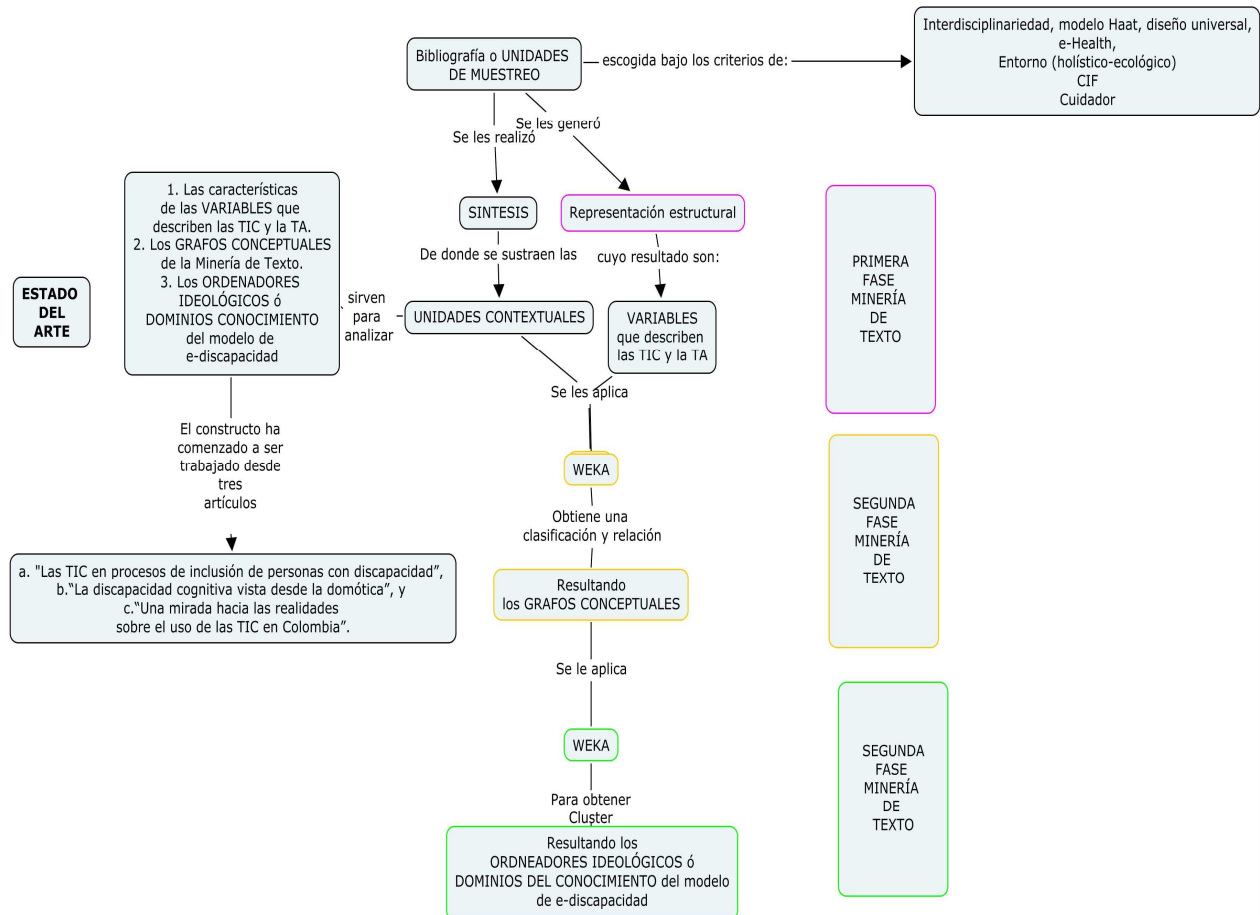 Interdisciplinariedad, modelo Haat, diseño universal,
e-Health,
Entorno (holístico-ecológico)
CIF
Cuidador
Bibliografía o UNIDADES
DE MUESTREO
escogida bajo los criterios de:
Se les generó
Se les realizó
1. Las características
de las VARIABLES que
describen las TIC y la TA.
2. Los GRAFOS CONCEPTUALES
de la Minería de Texto.
3. Los ORDENADORES
IDEOLÓGICOS ó
DOMINIOS CONOCIMIENTO
del modelo de
e-discapacidad
SINTESIS
Representación estructural
De donde se sustraen las
cuyo resultado son:
PRIMERA
FASE
MINERÍA
DE
TEXTO
ESTADO
DEL
ARTE
sirven
para
analizar
UNIDADES CONTEXTUALES
VARIABLES
que describen
las TIC y la TA
Se les aplica
El constructo ha
comenzado a ser
trabajado desde
tres
artículos
WEKA
Obtiene una
clasificación y relación
SEGUNDA
FASE
MINERÍA
DE
TEXTO
a. "Las TIC en procesos de inclusión de personas con discapacidad”,
b.“La discapacidad cognitiva vista desde la domótica”, y
c.“Una mirada hacia las realidades
sobre el uso de las TIC en Colombia”.
Resultando
los GRAFOS CONCEPTUALES
Se le aplica
WEKA
SEGUNDA
FASE
MINERÍA
DE
TEXTO
Para obtener
Cluster
Resultando los
ORDNEADORES IDEOLÓGICOS ó
DOMINIOS DEL CONOCIMIENTO del modelo
de e-discapacidad